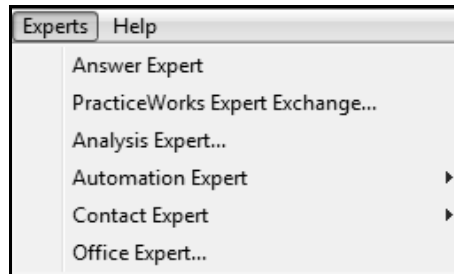 Experts Help
Answer Expert
PracticeWorks Expert Exchange...
Analysis Expert...
Automation Expert
Contact Expert
Office Expert...